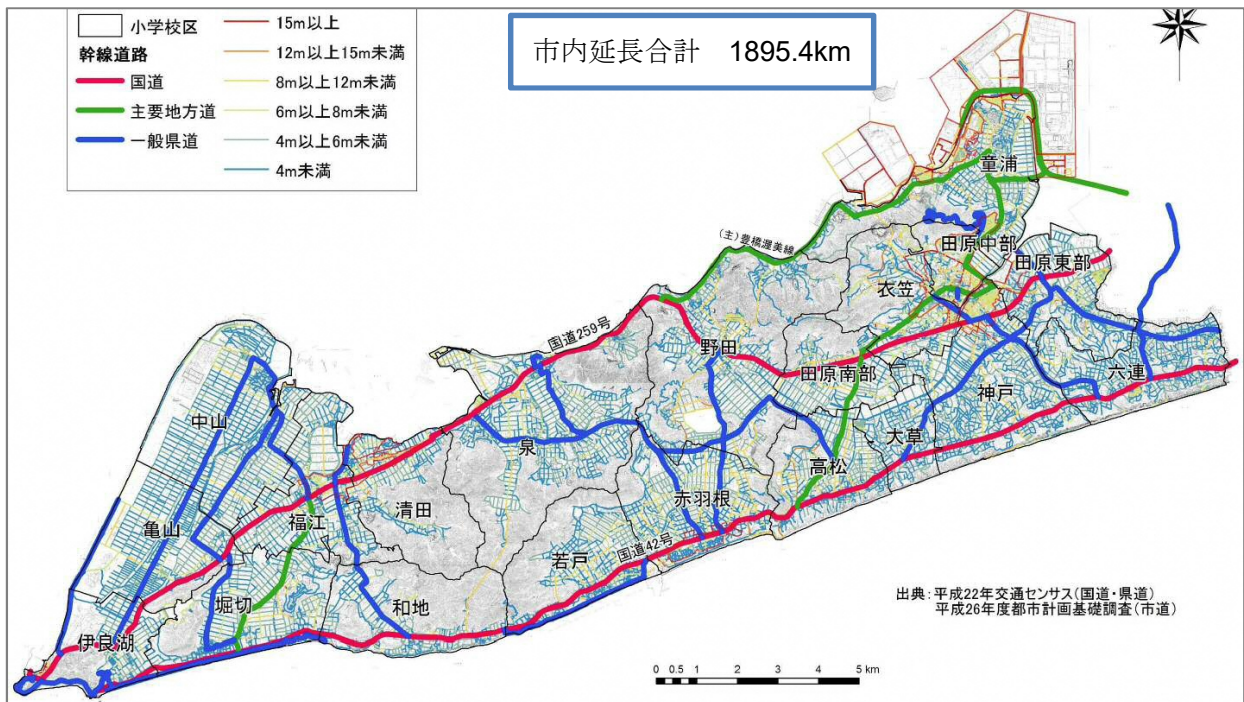 小学校区
幹線道路
国道
主要地方道
一般県道
15m以上
12m以上15m未満
8m以上12m未満
6m以上8m未満
4m以上6m未満
4m未満
市内延長合計　1895.4km
童浦
(主)豊橋渥美線
田原中部
田原東部
衣笠
国道259号
野田
田原南部
六連
神戸
中山
大草
泉
高松
赤羽根
清田
福江
亀山
若戸
国道42号
堀切
和地
伊良湖
出典:平成22年交通センサス(国道・県道)
平成26年度都市計画基礎調査(市道)
0 0.5 1 2 3 4 5 km